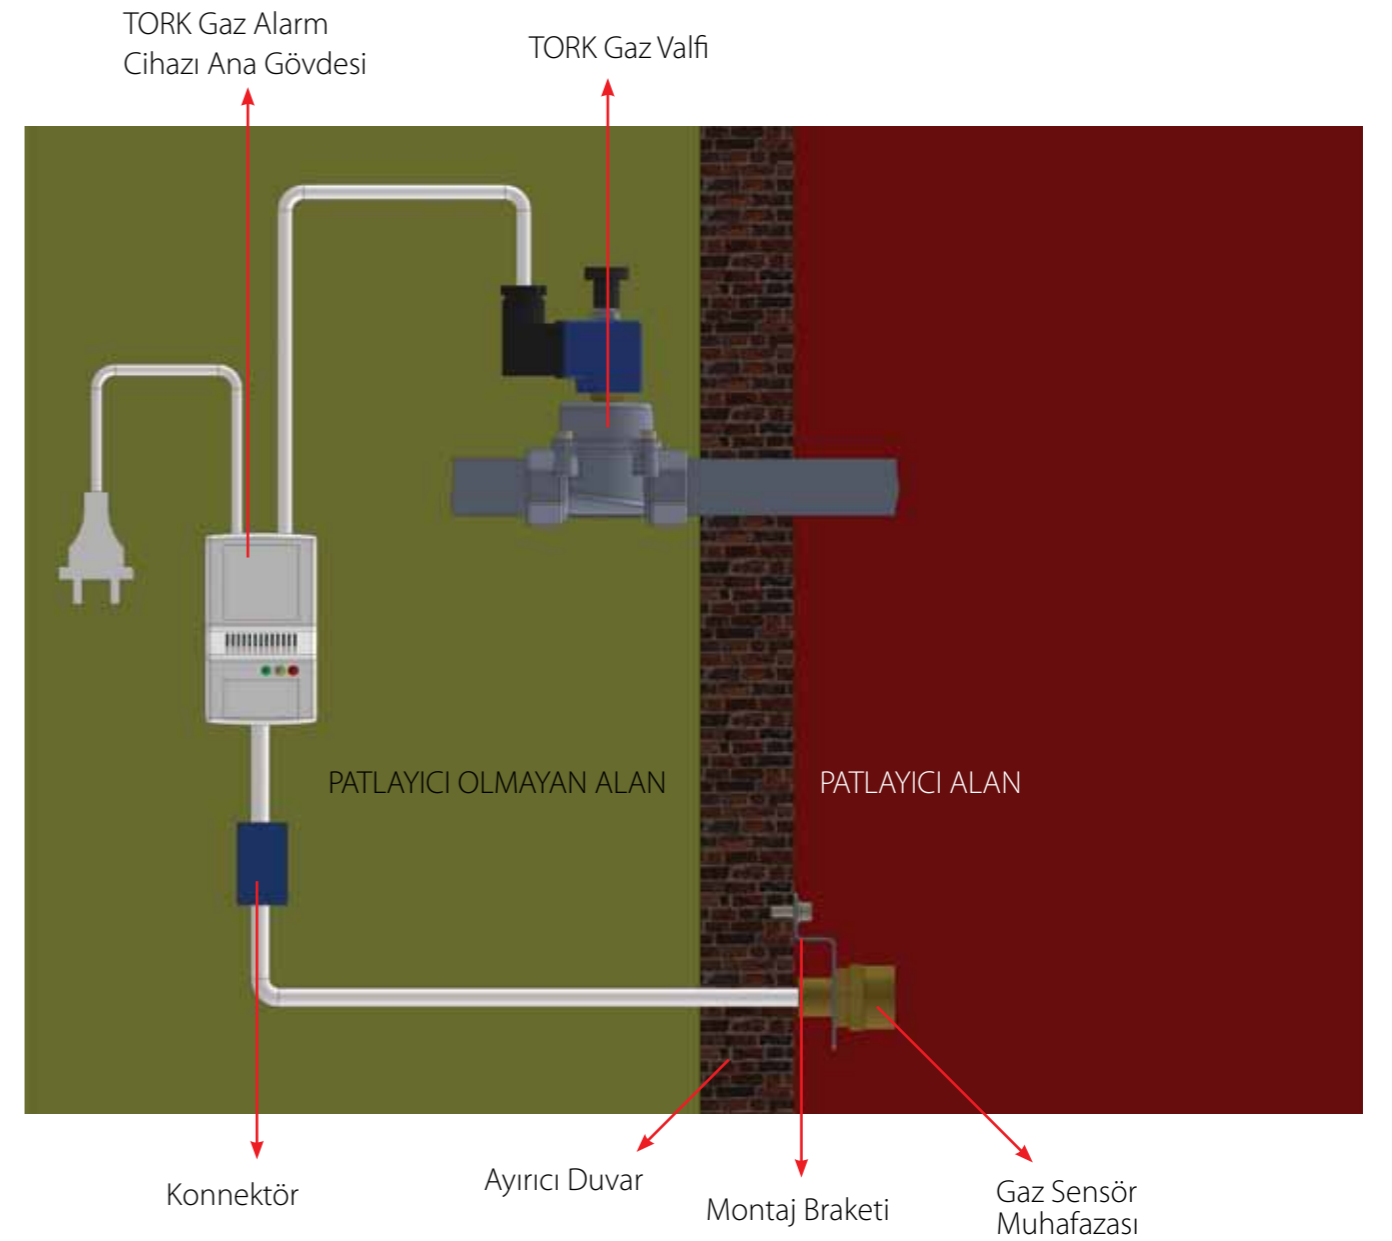 TORK Gaz Alarm
Cihazı Ana Gövdesi
TORK Gaz Valfi
PATLAYICI OLMAYAN ALAN
PATLAYICI ALAN
Konnektör
Ayırıcı Duvar
Montaj Braketi
Gaz Sensör
Muhafazası